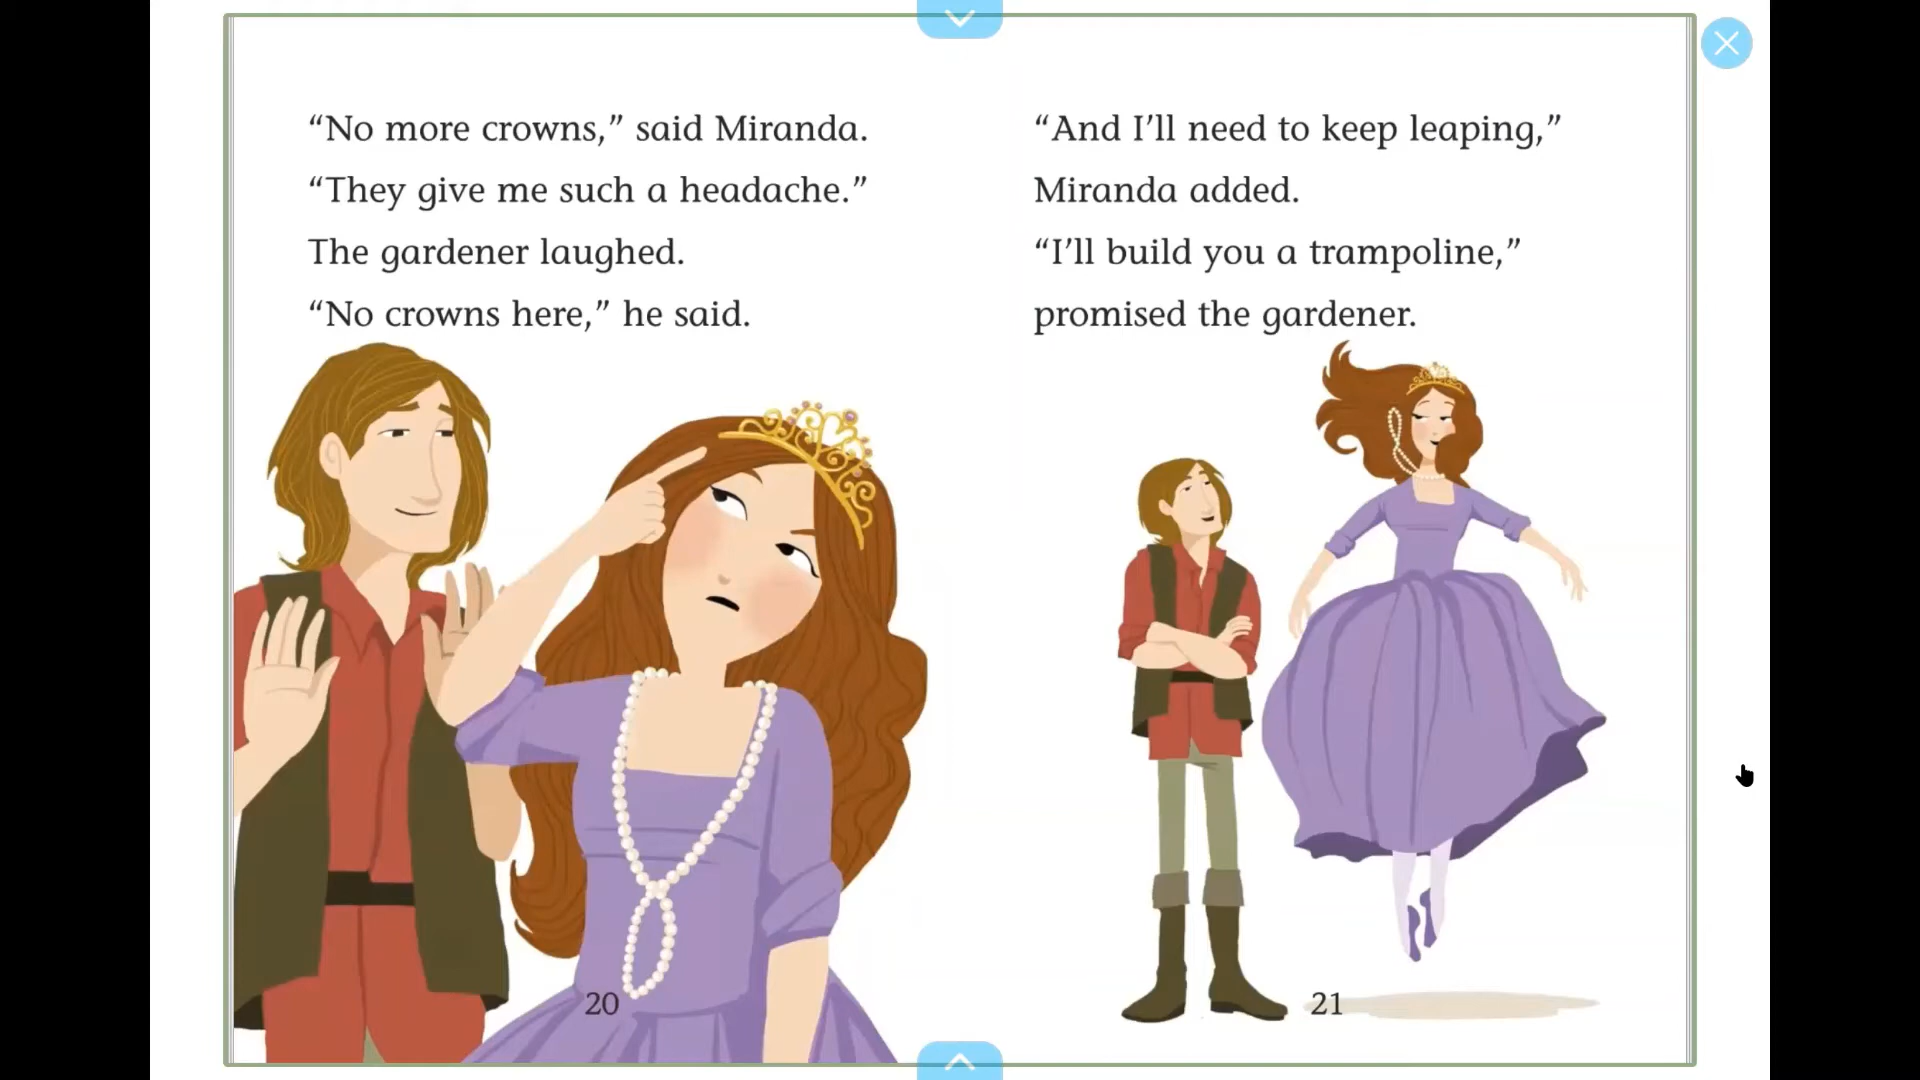 “No more crowns,” said Miranda.
“They give me such a headache.”
The gardener laughed.
“No crowns here,” he said.
20
“And I’ll need to keep leaping,”
Miranda added.
“I’ll build you a trampoline,”
promised the gardener.
21